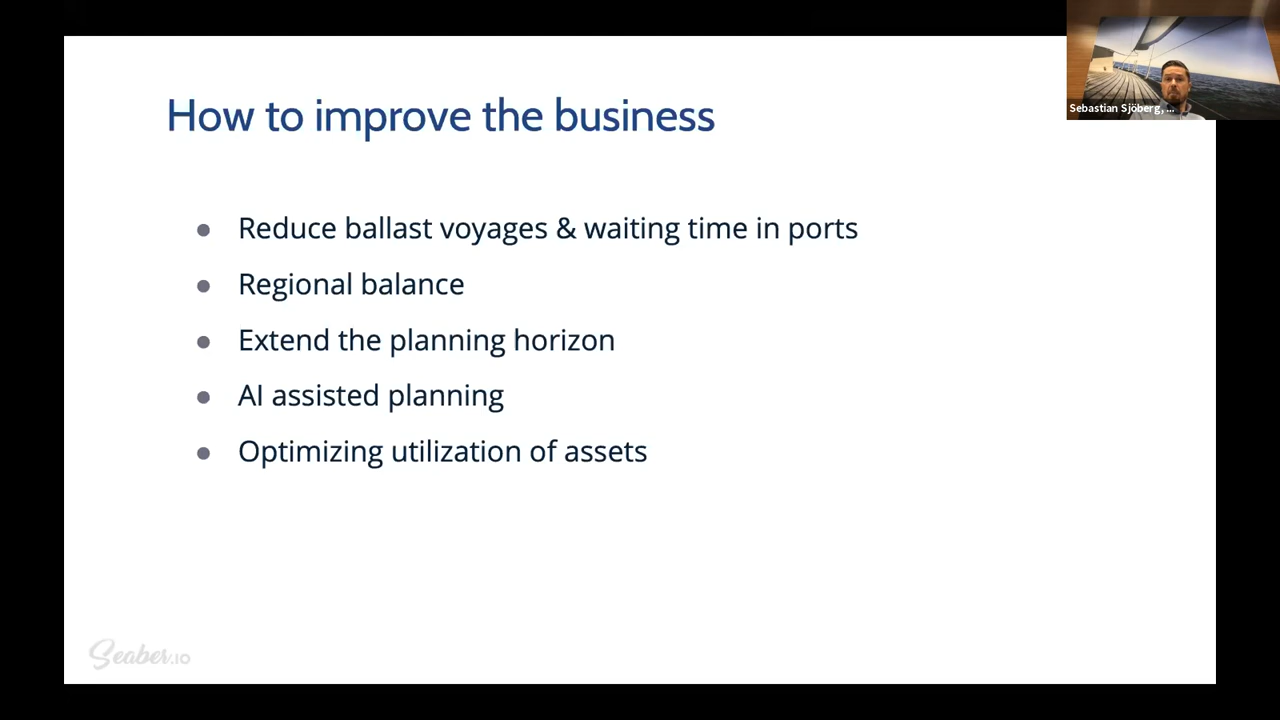 How to improve the business
Sebastian Sjöberg, ...
● Reduce ballast voyages & waiting time in ports
● Regional balance
● Extend the planning horizon
● AI assisted planning
● Optimizing utilization of assets
Seaber.io